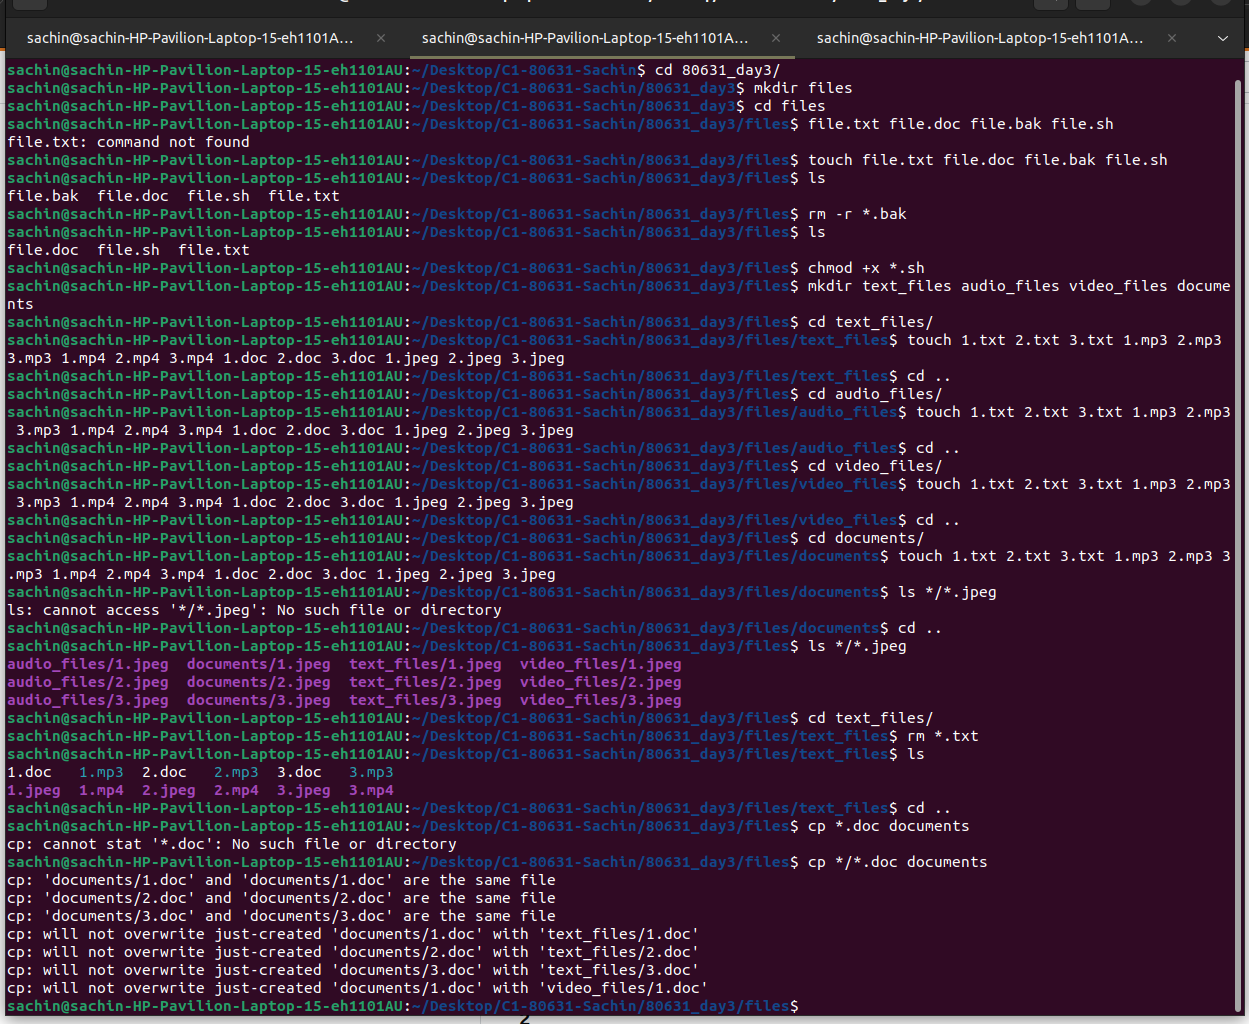 sachin@sachin-HP-Pavilion-Laptop-15-eh1101A... × sachin@sachin-HP-Pavilion-Laptop-15-eh1101A... × sachin@sachin-HP-Pavilion-Laptop-15-eh1101A... ×
sachin@sachin-HP-Pavilion-Laptop-15-eh1101AU:~/Desktop/C1-80631-Sachin$ cd 80631_day3/
sachin@sachin-HP-Pavilion-Laptop-15-eh1101AU:~/Desktop/C1-80631-Sachin/80631_day3$ mkdir files
sachin@sachin-HP-Pavilion-Laptop-15-eh1101AU:~/Desktop/C1-80631-Sachin/80631_day3$ cd files
sachin@sachin-HP-Pavilion-Laptop-15-eh1101AU:~/Desktop/C1-80631-Sachin/80631_day3/files$ file.txt file.doc file.bak file.sh
file.txt: command not found
sachin@sachin-HP-Pavilion-Laptop-15-eh1101AU:~/Desktop/C1-80631-Sachin/80631_day3/files$ touch file.txt file.doc file.bak file.sh
sachin@sachin-HP-Pavilion-Laptop-15-eh1101AU:~/Desktop/C1-80631-Sachin/80631_day3/files$ ls
file.bak  file.doc  file.sh  file.txt
sachin@sachin-HP-Pavilion-Laptop-15-eh1101AU:~/Desktop/C1-80631-Sachin/80631_day3/files$ rm -r *.bak
sachin@sachin-HP-Pavilion-Laptop-15-eh1101AU:~/Desktop/C1-80631-Sachin/80631_day3/files$ ls
file.doc  file.sh  file.txt
sachin@sachin-HP-Pavilion-Laptop-15-eh1101AU:~/Desktop/C1-80631-Sachin/80631_day3/files$ chmod +x *.sh
sachin@sachin-HP-Pavilion-Laptop-15-eh1101AU:~/Desktop/C1-80631-Sachin/80631_day3/files$ mkdir text_files audio_files video_files docume
nts
sachin@sachin-HP-Pavilion-Laptop-15-eh1101AU:~/Desktop/C1-80631-Sachin/80631_day3/files$ cd text_files/
sachin@sachin-HP-Pavilion-Laptop-15-eh1101AU:~/Desktop/C1-80631-Sachin/80631_day3/files/text_files$ touch 1.txt 2.txt 3.txt 1.mp3 2.mp3
3.mp3 1.mp4 2.mp4 3.mp4 1.doc 2.doc 3.doc 1.jpeg 2.jpeg 3.jpeg
sachin@sachin-HP-Pavilion-Laptop-15-eh1101AU:~/Desktop/C1-80631-Sachin/80631_day3/files/text_files$ cd ..
sachin@sachin-HP-Pavilion-Laptop-15-eh1101AU:~/Desktop/C1-80631-Sachin/80631_day3/files$ cd audio_files/
sachin@sachin-HP-Pavilion-Laptop-15-eh1101AU:~/Desktop/C1-80631-Sachin/80631_day3/files/audio_files$ touch 1.txt 2.txt 3.txt 1.mp3 2.mp3
 3.mp3 1.mp4 2.mp4 3.mp4 1.doc 2.doc 3.doc 1.jpeg 2.jpeg 3.jpeg
sachin@sachin-HP-Pavilion-Laptop-15-eh1101AU:~/Desktop/C1-80631-Sachin/80631_day3/files/audio_files$ cd ..
sachin@sachin-HP-Pavilion-Laptop-15-eh1101AU:~/Desktop/C1-80631-Sachin/80631_day3/files$ cd video_files/
sachin@sachin-HP-Pavilion-Laptop-15-eh1101AU:~/Desktop/C1-80631-Sachin/80631_day3/files/video_files$ touch 1.txt 2.txt 3.txt 1.mp3 2.mp3
 3.mp3 1.mp4 2.mp4 3.mp4 1.doc 2.doc 3.doc 1.jpeg 2.jpeg 3.jpeg
sachin@sachin-HP-Pavilion-Laptop-15-eh1101AU:~/Desktop/C1-80631-Sachin/80631_day3/files/video_files$ cd ..
sachin@sachin-HP-Pavilion-Laptop-15-eh1101AU:~/Desktop/C1-80631-Sachin/80631_day3/files$ cd documents/
sachin@sachin-HP-Pavilion-Laptop-15-eh1101AU:~/Desktop/C1-80631-Sachin/80631_day3/files/documents$ touch 1.txt 2.txt 3.txt 1.mp3 2.mp3 3
.mp3 1.mp4 2.mp4 3.mp4 1.doc 2.doc 3.doc 1.jpeg 2.jpeg 3.jpeg
sachin@sachin-HP-Pavilion-Laptop-15-eh1101AU:~/Desktop/C1-80631-Sachin/80631_day3/files/documents$ ls */*.jpeg
ls: cannot access '*/*.jpeg': No such file or directory
sachin@sachin-HP-Pavilion-Laptop-15-eh1101AU:~/Desktop/C1-80631-Sachin/80631_day3/files/documents$ cd ..
sachin@sachin-HP-Pavilion-Laptop-15-eh1101AU:~/Desktop/C1-80631-Sachin/80631_day3/files$ ls */*.jpeg
audio_files/1.jpeg  documents/1.jpeg  text_files/1.jpeg  video_files/1.jpeg
audio_files/2.jpeg  documents/2.jpeg  text_files/2.jpeg  video_files/2.jpeg
audio_files/3.jpeg  documents/3.jpeg  text_files/3.jpeg  video_files/3.jpeg
sachin@sachin-HP-Pavilion-Laptop-15-eh1101AU:~/Desktop/C1-80631-Sachin/80631_day3/files$ cd text_files/
sachin@sachin-HP-Pavilion-Laptop-15-eh1101AU:~/Desktop/C1-80631-Sachin/80631_day3/files/text_files$ rm *.txt
sachin@sachin-HP-Pavilion-Laptop-15-eh1101AU:~/Desktop/C1-80631-Sachin/80631_day3/files/text_files$ ls
1.doc   1.mp3  2.doc   2.mp3  3.doc   3.mp3
1.jpeg  1.mp4  2.jpeg  2.mp4  3.jpeg  3.mp4
sachin@sachin-HP-Pavilion-Laptop-15-eh1101AU:~/Desktop/C1-80631-Sachin/80631_day3/files/text_files$ cd ..
sachin@sachin-HP-Pavilion-Laptop-15-eh1101AU:~/Desktop/C1-80631-Sachin/80631_day3/files$ cp *.doc documents
cp: cannot stat '*.doc': No such file or directory
sachin@sachin-HP-Pavilion-Laptop-15-eh1101AU:~/Desktop/C1-80631-Sachin/80631_day3/files$ cp */*.doc documents
cp: 'documents/1.doc' and 'documents/1.doc' are the same file
cp: 'documents/2.doc' and 'documents/2.doc' are the same file
cp: 'documents/3.doc' and 'documents/3.doc' are the same file
cp: will not overwrite just-created 'documents/1.doc' with 'text_files/1.doc'
cp: will not overwrite just-created 'documents/2.doc' with 'text_files/2.doc'
cp: will not overwrite just-created 'documents/3.doc' with 'text_files/3.doc'
cp: will not overwrite just-created 'documents/1.doc' with 'video_files/1.doc'
sachin@sachin-HP-Pavilion-Laptop-15-eh1101AU:~/Desktop/C1-80631-Sachin/80631_day3/files$